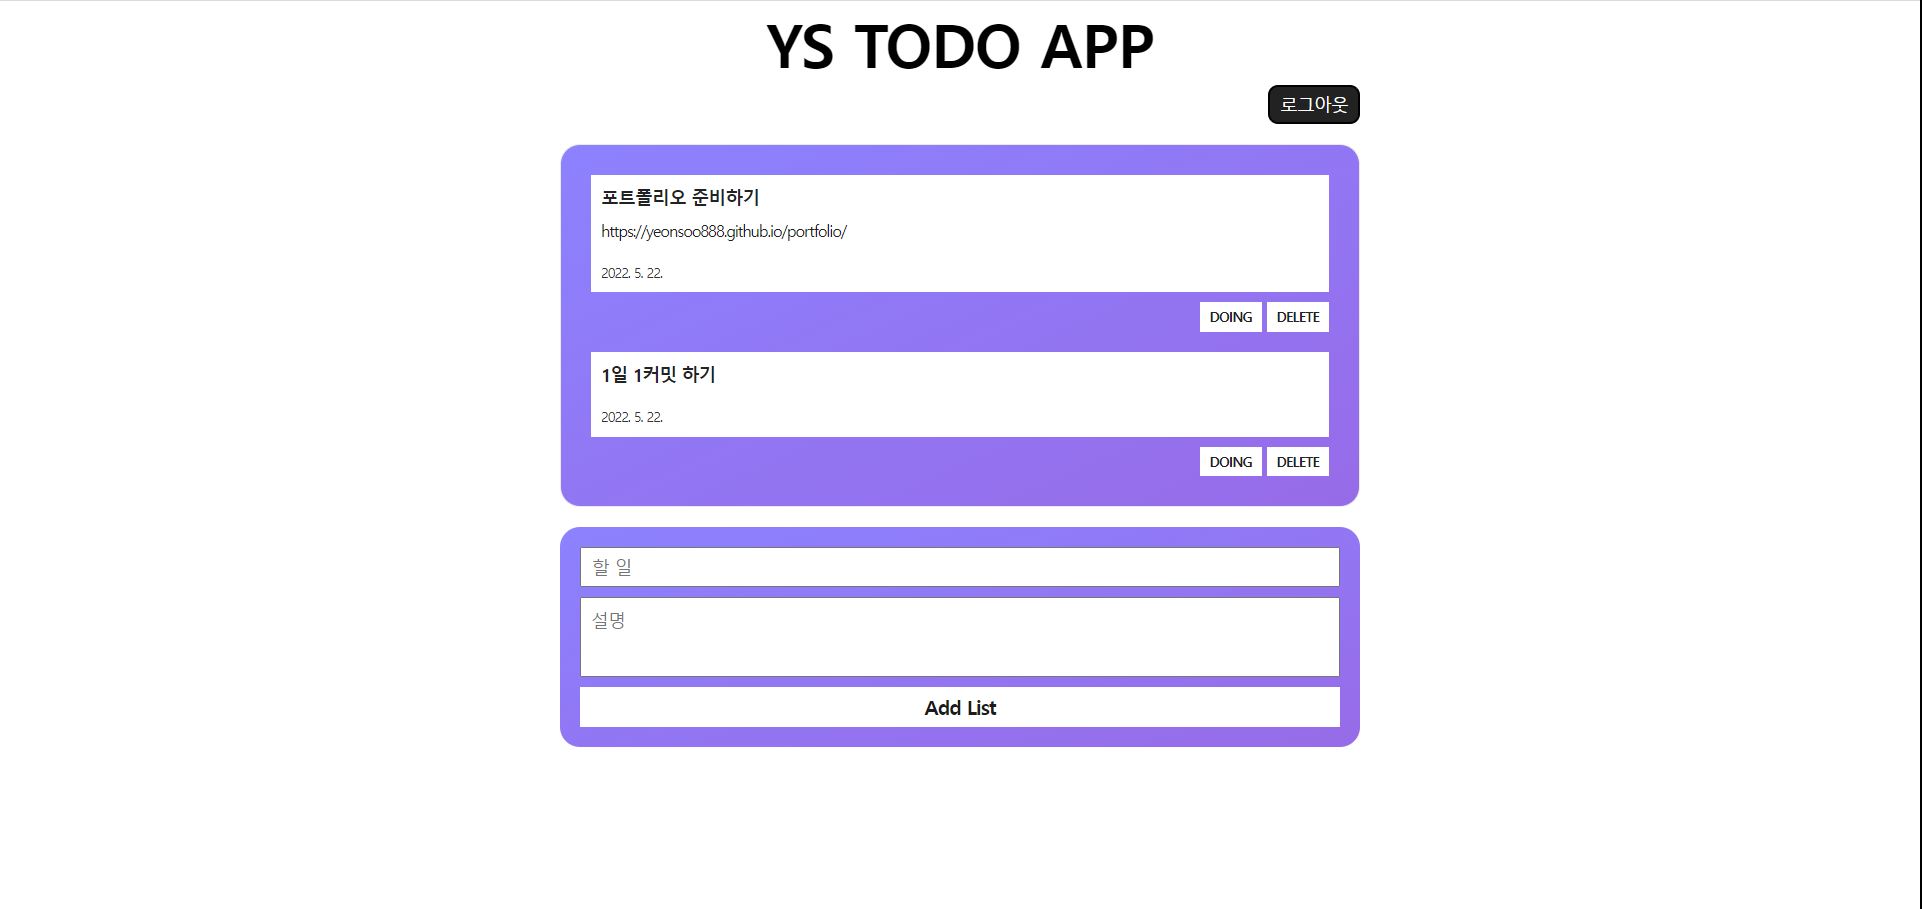 YS TODO APP
로그아웃
포트폴리오 준비하기
https://yeonsoo888.github.io/portfolio/
2022. 5. 22.
DOING DELETE
1일 1커밋 하기
2022. 5. 22.
DOING DELETE
할 일
설명
Add List